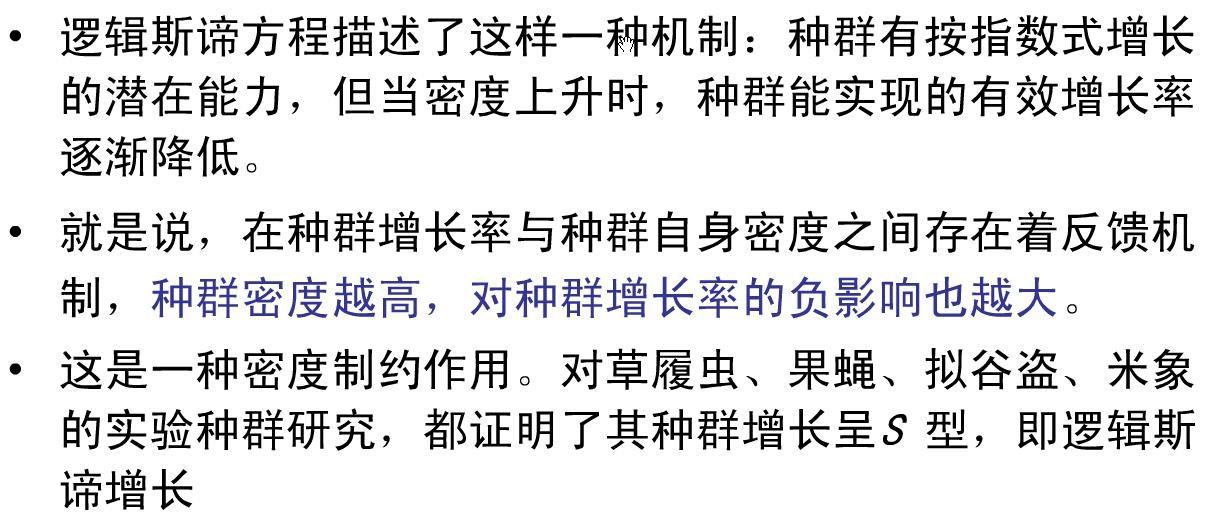 • 逻辑斯谛方程描述了这样一种机制：种群有按指数式增长
的潜在能力，但当密度上升时，种群能实现的有效增长率
逐渐降低。
• 就是说，在种群增长率与种群自身密度之间存在着反馈机
制，种群密度越高，对种群增长率的负影响也越大。
• 这是一种密度制约作用。对草履虫、果蝇、拟谷盗、米象
的实验种群研究，都证明了其种群增长呈S 型，即逻辑斯
谛增长